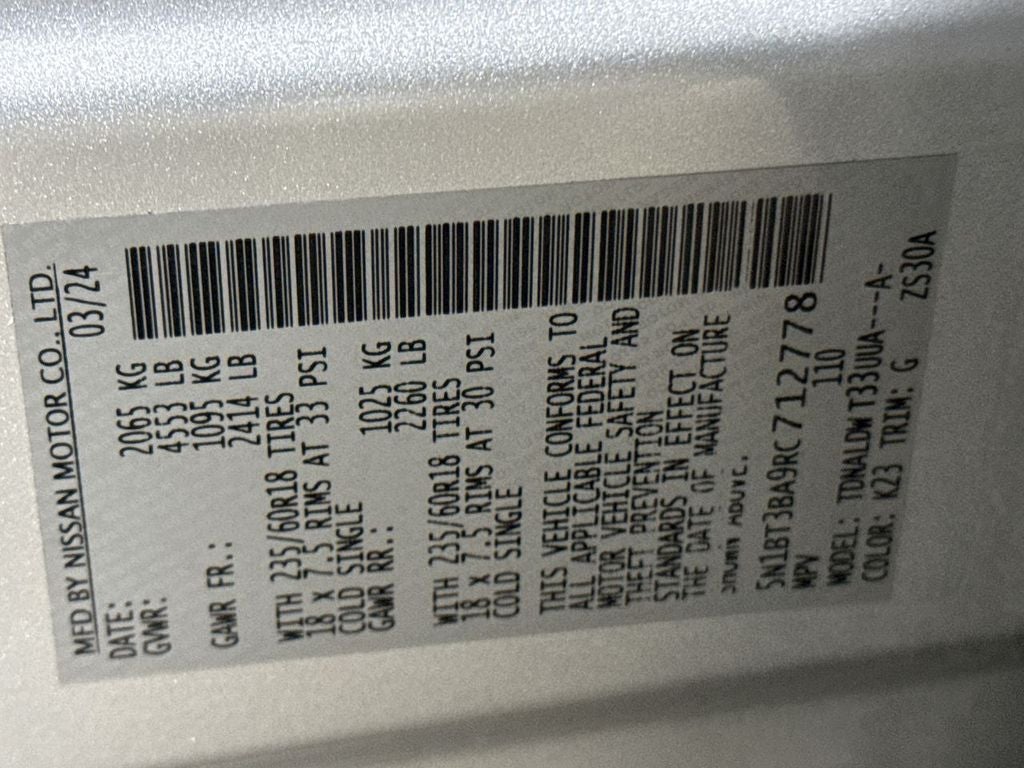 MFD BY NISSAN MOTOR CO., LTD.
DATE: 03/24
GVWR: 2065 KG
4553 LB
GAWR FR.: 1095 KG
2414 LB
WITH 235/60R18 TIRES
18 x 7.5 RIMS AT 33 PSI
COLD SINGLE
GAWR RR.: 1025 KG
2260 LB
WITH 235/60R18 TIRES
18 x 7.5 RIMS AT 30 PSI
COLD SINGLE
THIS VEHICLE CONFORMS TO
ALL APPLICABLE FEDERAL
MOTOR VEHICLE SAFETY AND
THEFT PREVENTION
STANDARDS IN EFFECT ON
THE DATE OF MANUFACTURE
SHOWN ABOVE.
5N1BT3BA9RC712778
MPV 110
MODEL: TDNALDWT33UUA---A-
COLOR: K23 TRIM: G ZS30A